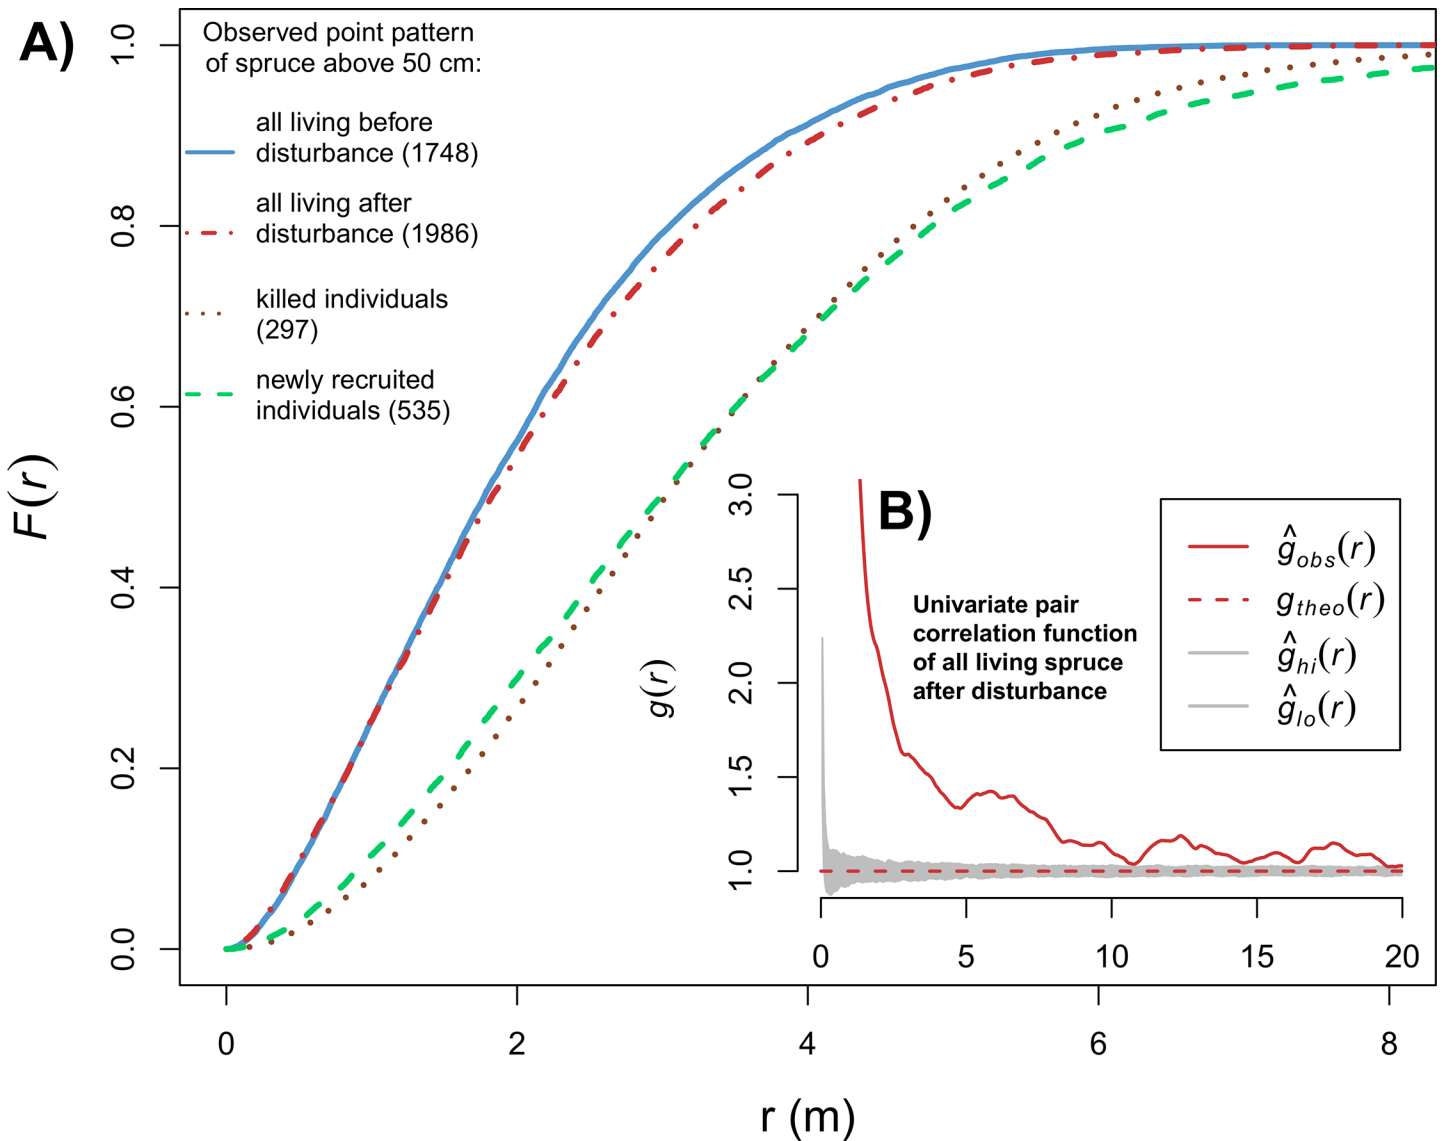 A)
Observed point pattern
of spruce above 50 cm:
all living before
disturbance (1748)
all living after
disturbance (1986)
killed individuals
(297)
newly recruited
individuals (535)
F(r)
1.0
0.8
0.6
0.4
0.2
0.0
0 2 4 6 8
r (m)
B)
Univariate pair
correlation function
of all living spruce
after disturbance
ĝobs(r)
gtheo(r)
ĝhi(r)
ĝlo(r)
g(r)
3.0
2.5
2.0
1.5
1.0
0 5 10 15 20